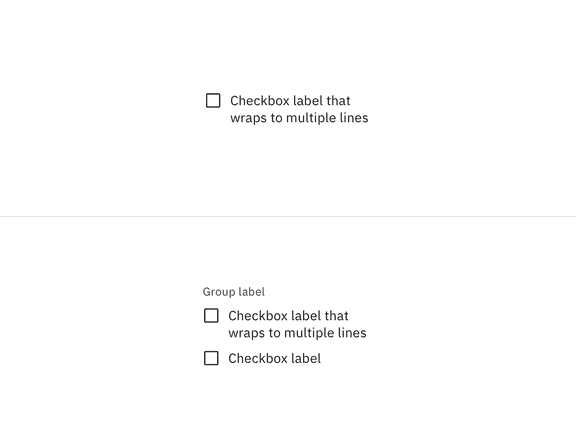 Checkbox label that
wraps to multiple lines
Group label
Checkbox label that
wraps to multiple lines
Checkbox label